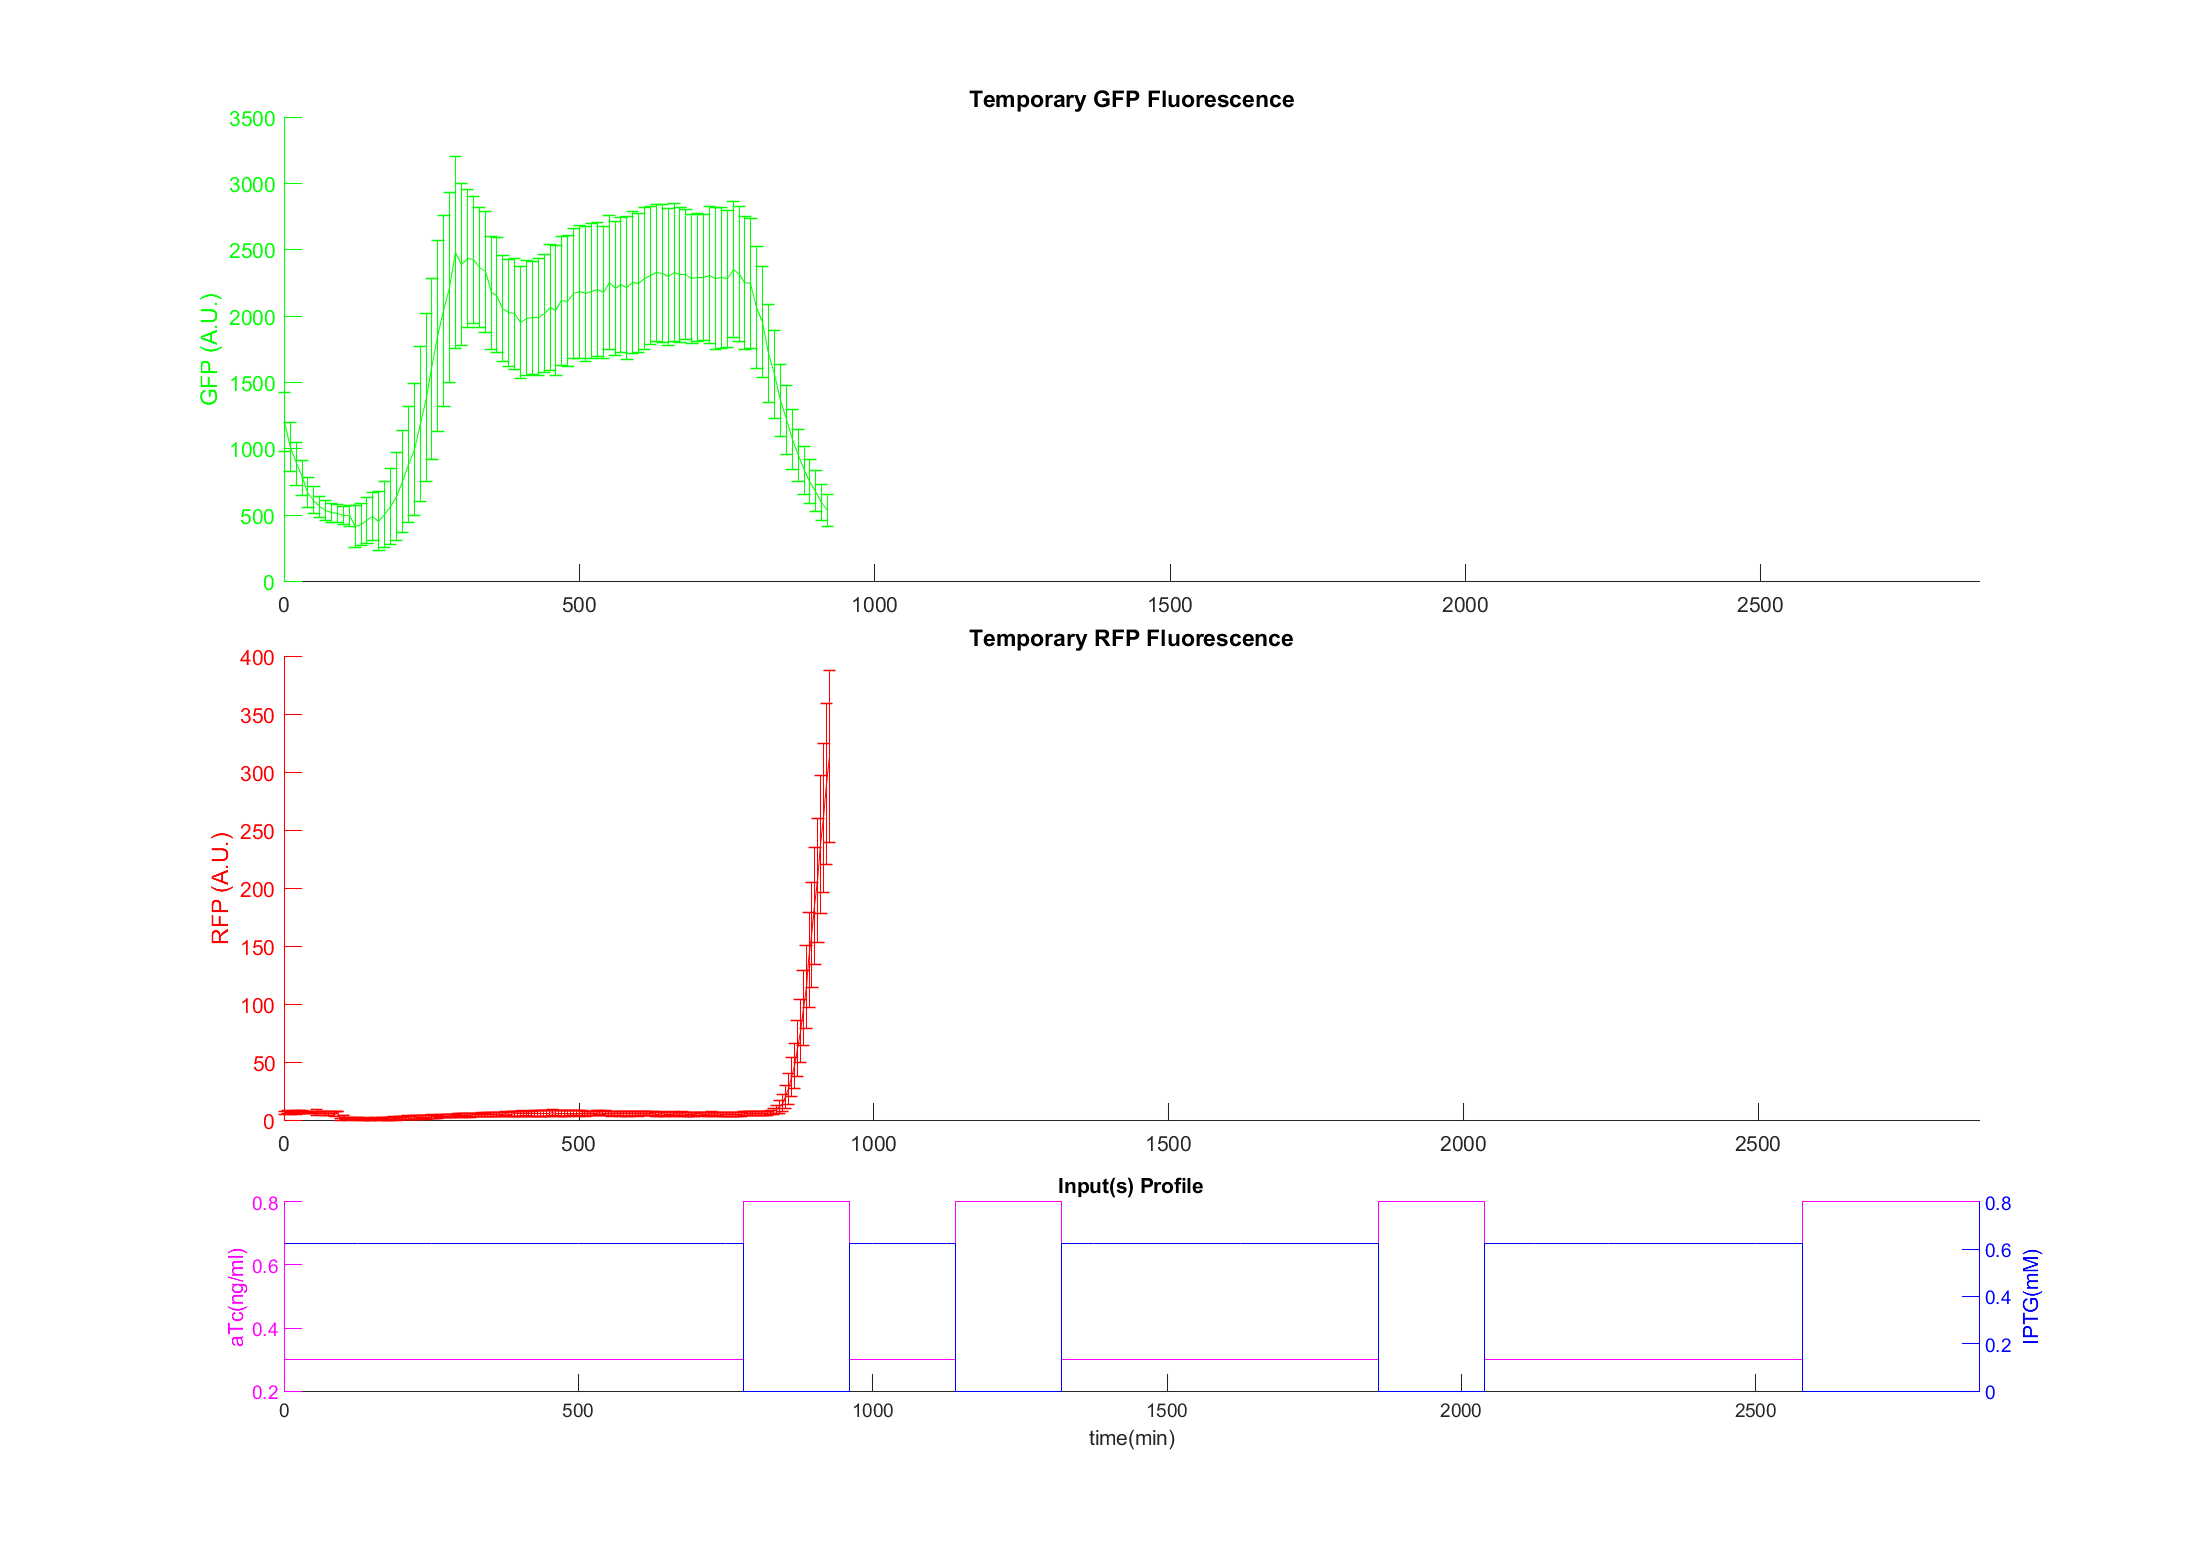 Temporary GFP Fluorescence
3500
3000
2500
2000
1500
1000
500
0
GFP (A.U.)
0 500 1000 1500 2000 2500
Temporary RFP Fluorescence
400
350
300
250
200
150
100
50
0
RFP (A.U.)
0 500 1000 1500 2000 2500
Input(s) Profile
0.8
0.6
0.4
0.2
aTc(ng/ml)
0.8
0.6
0.4
0.2
0
IPTG(mM)
0 500 1000 1500 2000 2500
time(min)